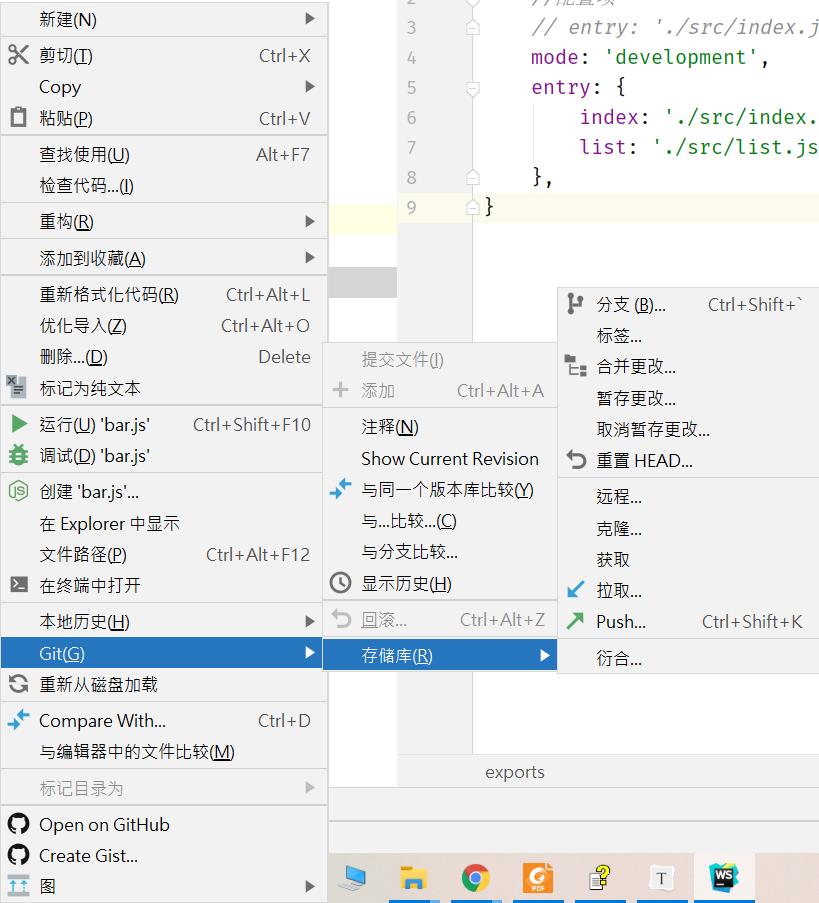 新建(N)
剪切(T) Ctrl+X
Copy
粘贴(P) Ctrl+V
查找使用(U) Alt+F7
检查代码...(I)
重构(R)
添加到收藏(A)
重新格式化代码(R) Ctrl+Alt+L
优化导入(Z) Ctrl+Alt+O
删除...(D) Delete
标记为纯文本
运行(U) 'bar.js' Ctrl+Shift+F10
调试(D) 'bar.js'
创建 'bar.js'...
在 Explorer 中显示
文件路径(P) Ctrl+Alt+F12
在终端中打开
本地历史(H)
Git(G)
重新从磁盘加载
Compare With... Ctrl+D
与编辑器中的文件比较(M)
标记目录为
Open on GitHub
Create Gist...
图
提交文件(I)
添加 Ctrl+Alt+A
注释(N)
Show Current Revision
与同一个版本库比较(Y)
与...比较...(C)
与分支比较...
显示历史(H)
回滚... Ctrl+Alt+Z
存储库(R)
分支 (B)... Ctrl+Shift+`
标签...
合并更改...
暂存更改...
取消暂存更改...
重置 HEAD...
远程...
克隆...
获取
拉取...
Push... Ctrl+Shift+K
衍合...
2 //配置项
3 // entry: './src/index.j
4 mode: 'development',
5 entry: {
6 index: './src/index.
7 list: './src/list.js
8 },
9 }
exports
PDF
T
WS